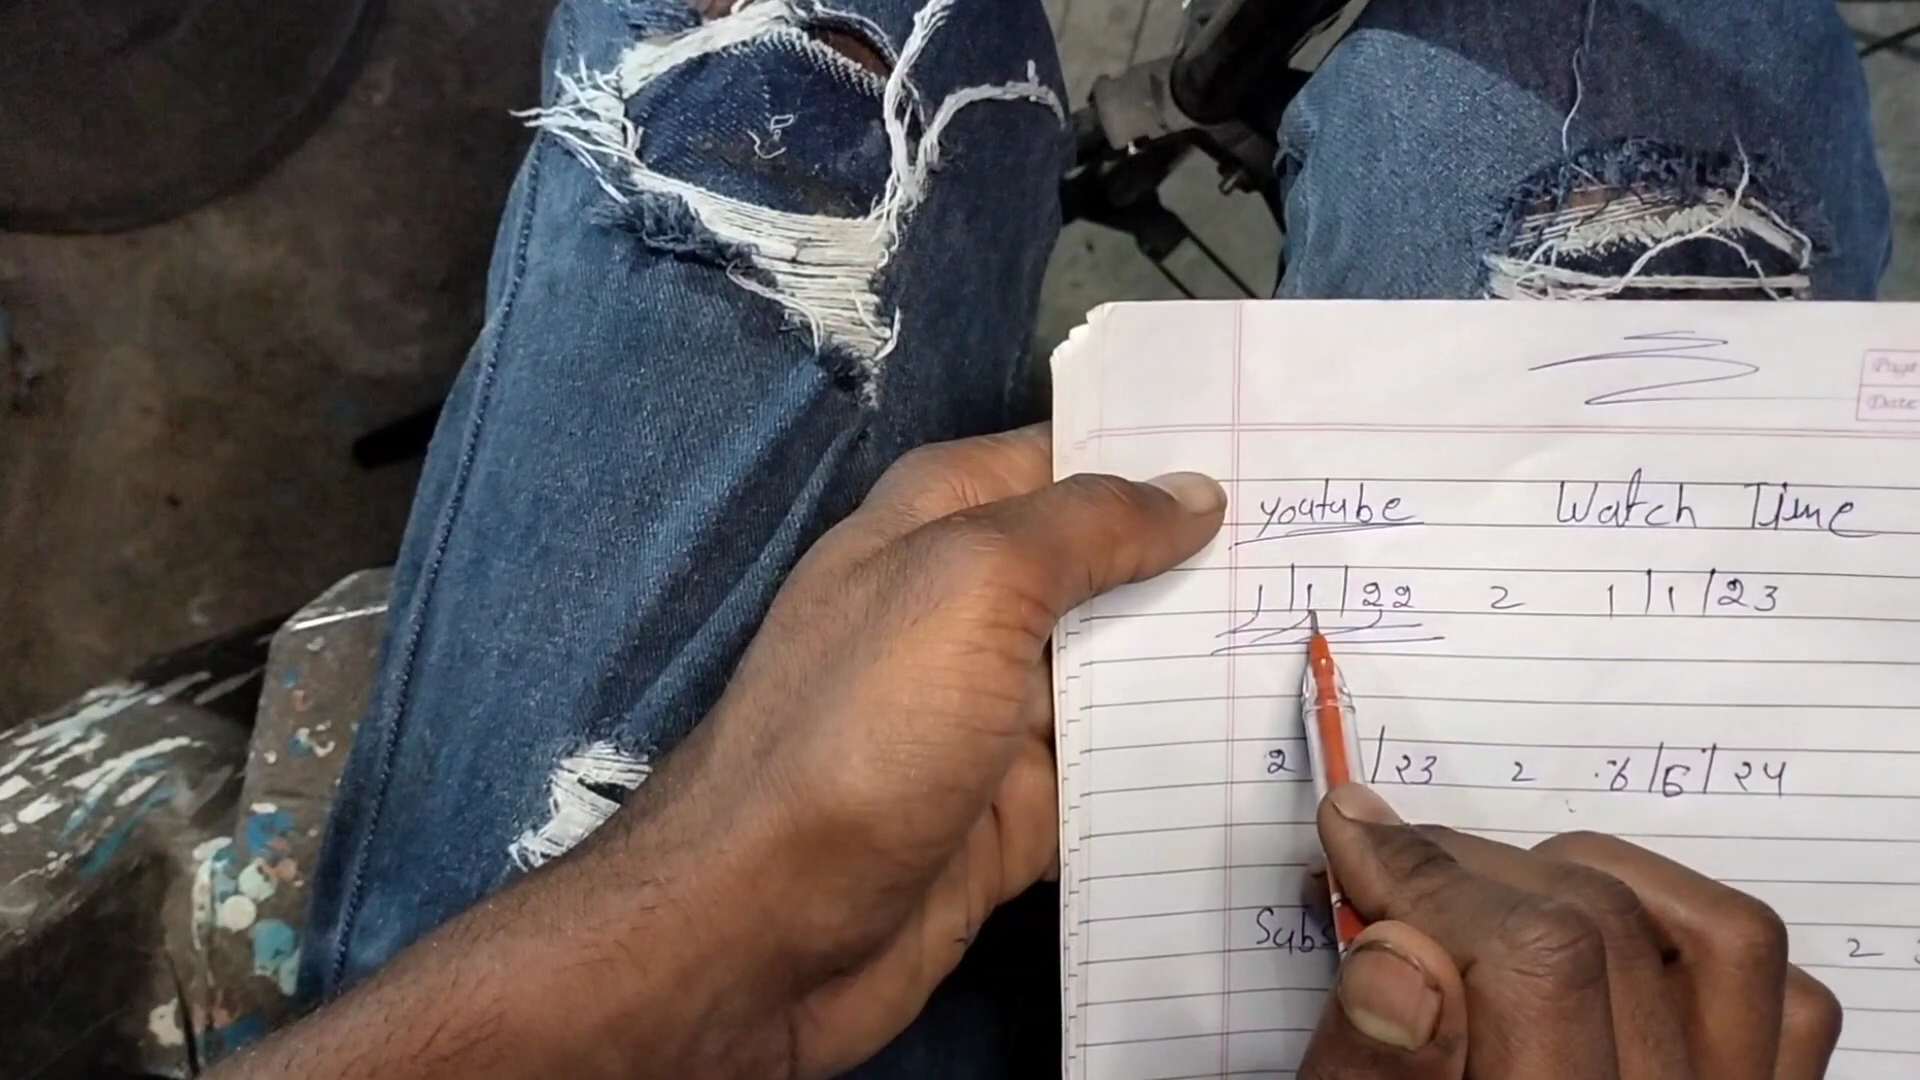 Page
Date
youtube Watch Time
1/1/22 2 1/1/23
2 /23 2 6/6/24
Subs 2